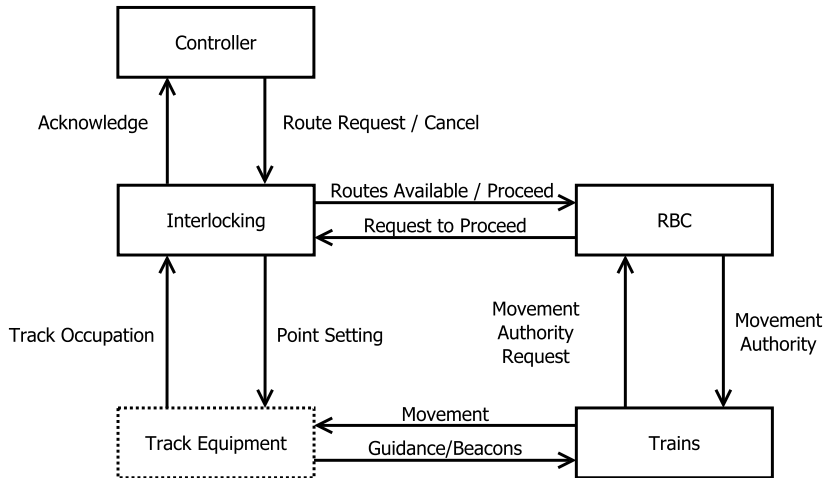 Controller
Acknowledge
Route Request / Cancel
Routes Available / Proceed
Interlocking
RBC
Request to Proceed
Track Occupation
Point Setting
Movement
Authority
Request
Movement
Authority
Movement
Track Equipment
Trains
Guidance/Beacons